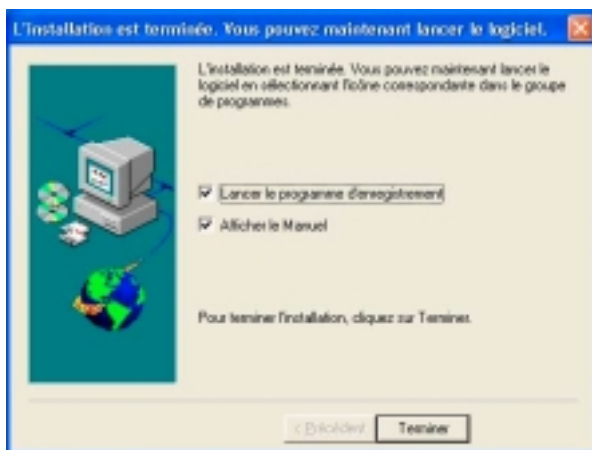 L'Installation est terminée. Vous pouvez maintenant lancer le logiciel.
L'installation est terminée. Vous pouvez maintenant lancer le
logiciel en sélectionnant l'icône correspondante dans le groupe
de programmes.
Lancer le programme d'enregistrement
Afficher le Manuel
Pour terminer l'installation, cliquez sur Terminer.
< Précédent Terminer